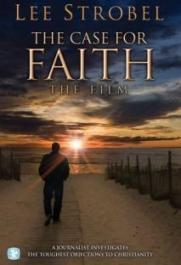 LEE STROBEL
THE CASE FOR
FAITH
THE FILM
A JOURNALIST INVESTIGATES
THE TOUGHEST OBJECTIONS TO CHRISTIANITY